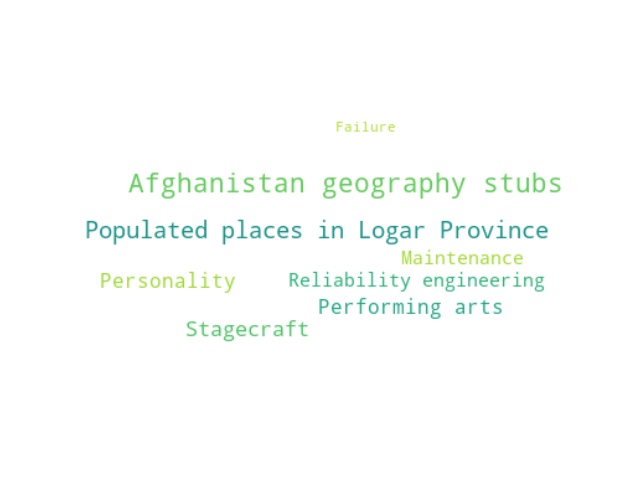 Failure
Afghanistan geography stubs
Populated places in Logar Province
Maintenance
Personality
Reliability engineering
Performing arts
Stagecraft